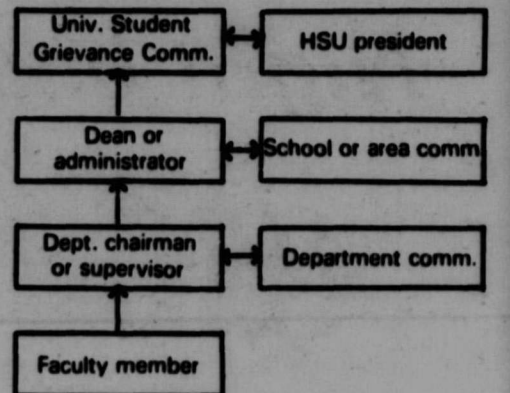 Univ. Student
Grievance Comm.
HSU president
Dean or
administrator
School or area comm.
Dept. chairman
or supervisor
Department comm.
Faculty member